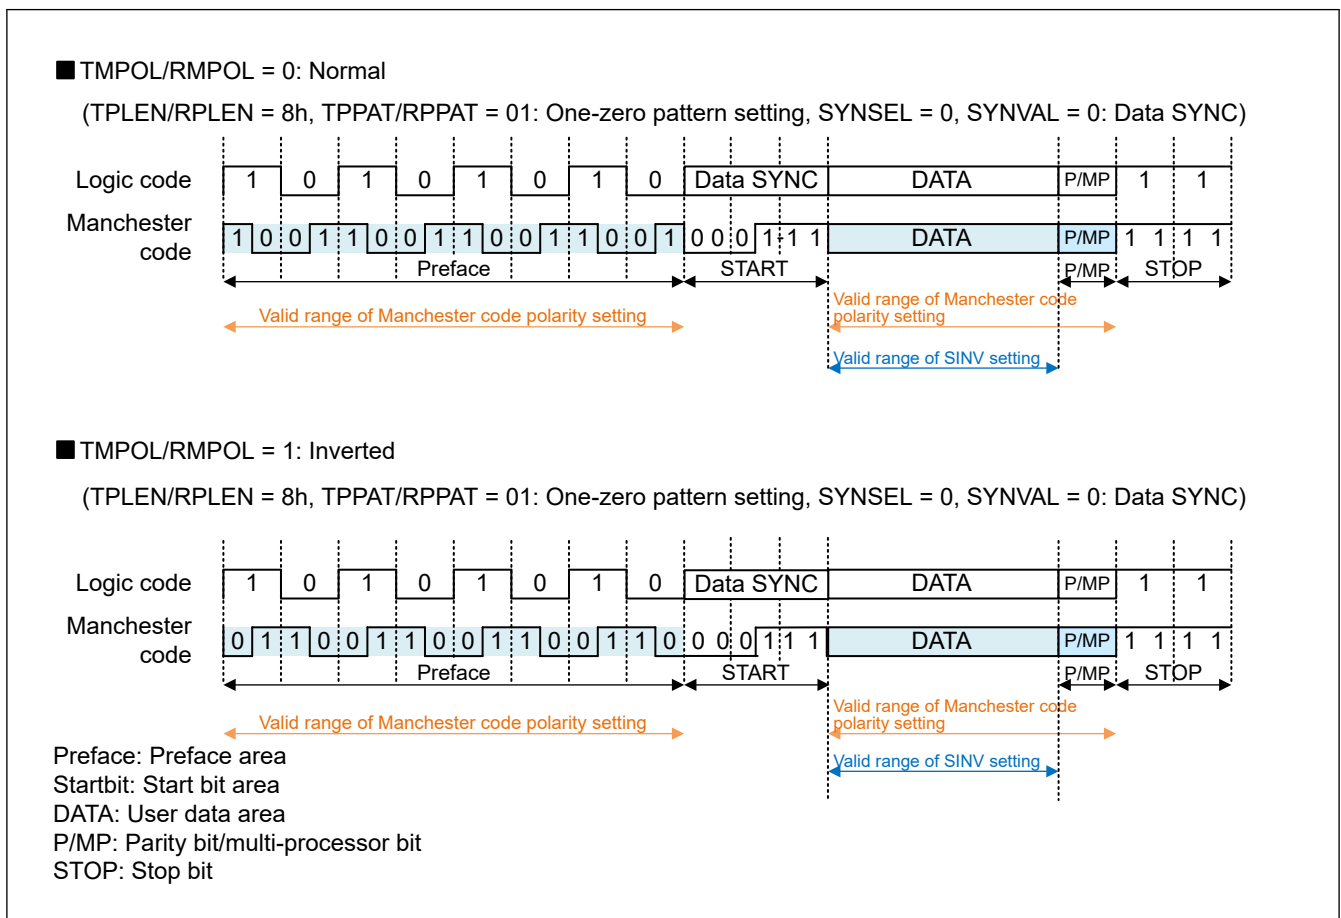 ■ TMPOL/RMPOL = 0: Normal
(TPLEN/RPLEN = 8h, TPPAT/RPPAT = 01: One-zero pattern setting, SYNSEL = 0, SYNVAL = 0: Data SYNC)
Logic code 1 0 1 0 1 0 1 0 Data SYNC DATA P/MP 1 1
Manchester code 1 0 0 1 1 0 0 1 1 0 0 1 1 0 0 1 0 0 0 1 1 1 DATA P/MP 1 1 1 1
Preface START P/MP STOP
Valid range of Manchester code polarity setting
Valid range of Manchester code
polarity setting
Valid range of SINV setting
■ TMPOL/RMPOL = 1: Inverted
(TPLEN/RPLEN = 8h, TPPAT/RPPAT = 01: One-zero pattern setting, SYNSEL = 0, SYNVAL = 0: Data SYNC)
Logic code 1 0 1 0 1 0 1 0 Data SYNC DATA P/MP 1 1
Manchester code 0 1 1 0 0 1 1 0 0 1 1 0 0 1 1 0 0 0 0 1 1 1 DATA P/MP 1 1 1 1
Preface START P/MP STOP
Valid range of Manchester code polarity setting
Valid range of Manchester code
polarity setting
Valid range of SINV setting
Preface: Preface area
Startbit: Start bit area
DATA: User data area
P/MP: Parity bit/multi-processor bit
STOP: Stop bit